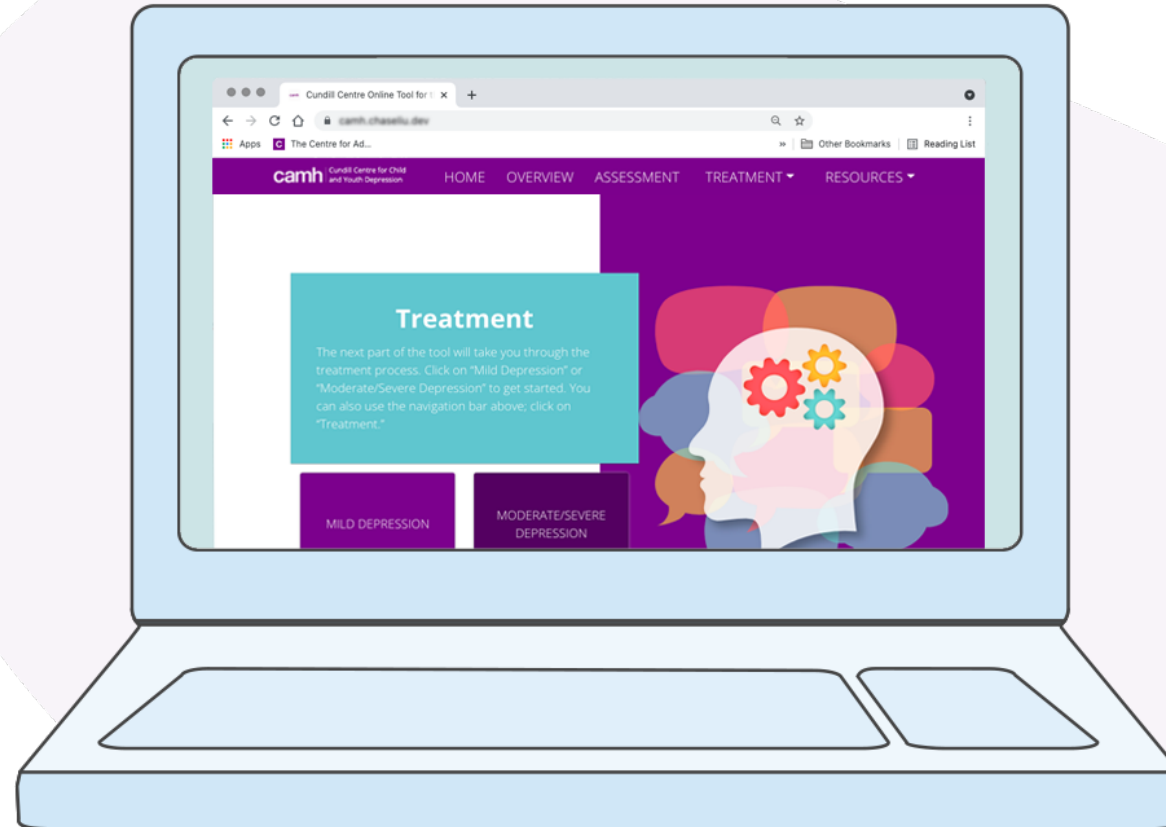 Cundill Centre Online Tool for
camh.chaseliu.dev
Apps The Centre for Ad... » Other Bookmarks Reading List
camh Cundill Centre for Child
and Youth Depression
HOME OVERVIEW ASSESSMENT TREATMENT RESOURCES
Treatment
The next part of the tool will take you through the
treatment process. Click on “Mild Depression” or
“Moderate/Severe Depression” to get started. You
can also use the navigation bar above; click on
“Treatment.”
MILD DEPRESSION
MODERATE/SEVERE
DEPRESSION